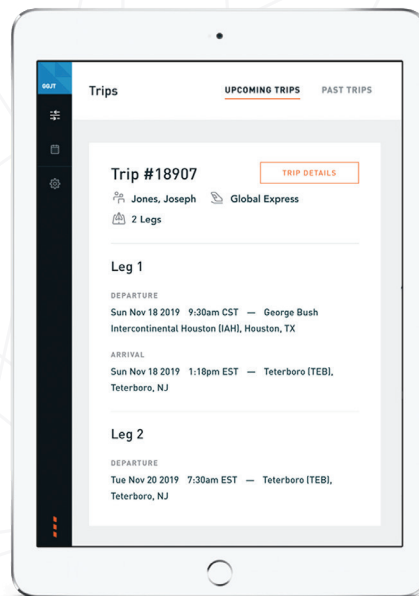 GGJT
Trips
UPCOMING TRIPS
PAST TRIPS
Trip #18907
TRIP DETAILS
Jones, Joseph
Global Express
2 Legs
Leg 1
DEPARTURE
Sun Nov 18 2019 9:30am CST — George Bush
Intercontinental Houston (IAH), Houston, TX
ARRIVAL
Sun Nov 18 2019 1:18pm EST — Teterboro (TEB),
Teterboro, NJ
Leg 2
DEPARTURE
Tue Nov 20 2019 7:30am EST — Teterboro (TEB),
Teterboro, NJ